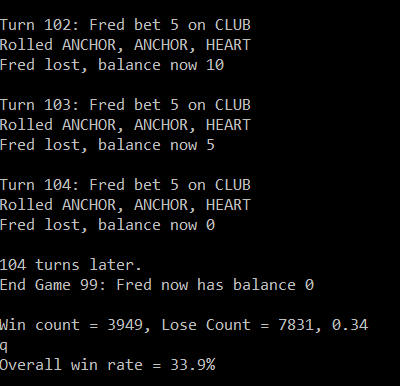 Turn 102: Fred bet 5 on CLUB
Rolled ANCHOR, ANCHOR, HEART
Fred lost, balance now 10
Turn 103: Fred bet 5 on CLUB
Rolled ANCHOR, ANCHOR, HEART
Fred lost, balance now 5
Turn 104: Fred bet 5 on CLUB
Rolled ANCHOR, ANCHOR, HEART
Fred lost, balance now 0
104 turns later.
End Game 99: Fred now has balance 0
Win count = 3949, Lose Count = 7831, 0.34
q
Overall win rate = 33.9%